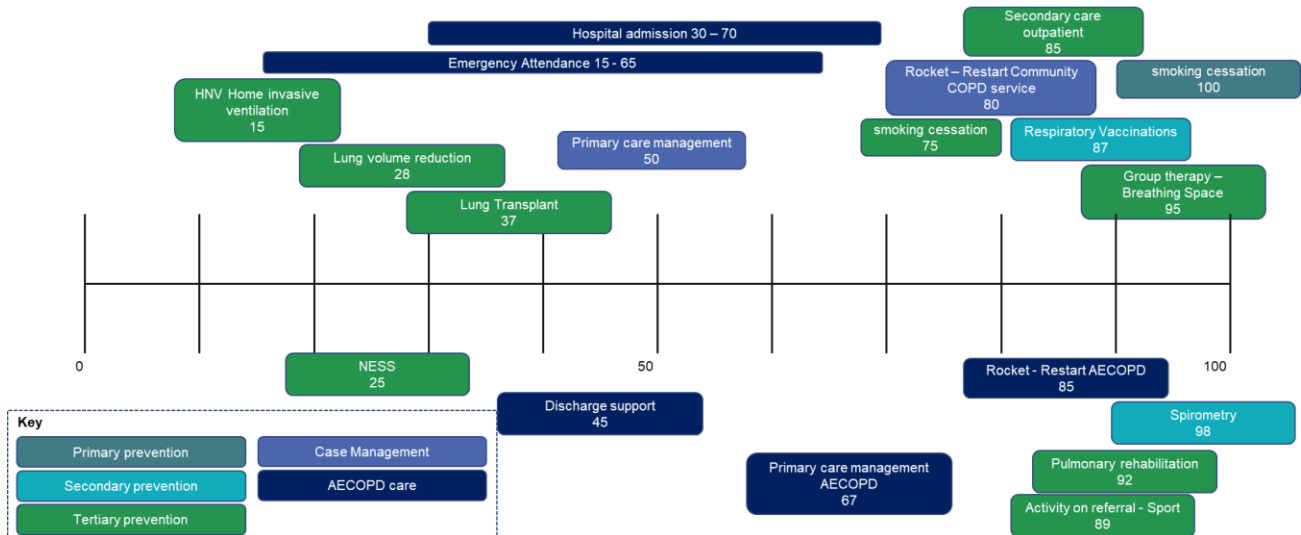 Hospital admission 30 – 70
Emergency Attendance 15 - 65
HNV Home invasive
ventilation
15
Lung volume reduction
28
Lung Transplant
37
Primary care management
50
Secondary care
outpatient
85
Rocket – Restart Community
COPD service
80
smoking cessation
100
smoking cessation
75
Respiratory Vaccinations
87
Group therapy –
Breathing Space
95
0
50
100
NESS
25
Discharge support
45
Primary care management
AECOPD
67
Rocket - Restart AECOPD
85
Spirometry
98
Pulmonary rehabilitation
92
Activity on referral - Sport
89
Key
Primary prevention
Case Management
Secondary prevention
AECOPD care
Tertiary prevention